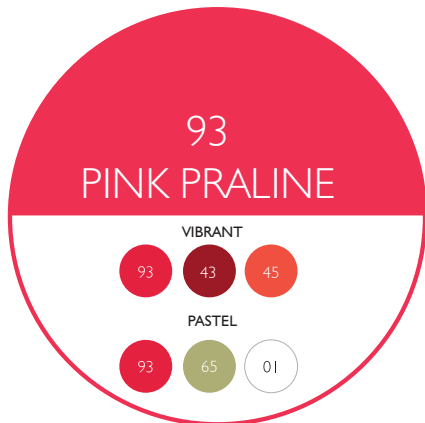 93
PINK PRALINE
VIBRANT
93 43 45
PASTEL
93 65 01